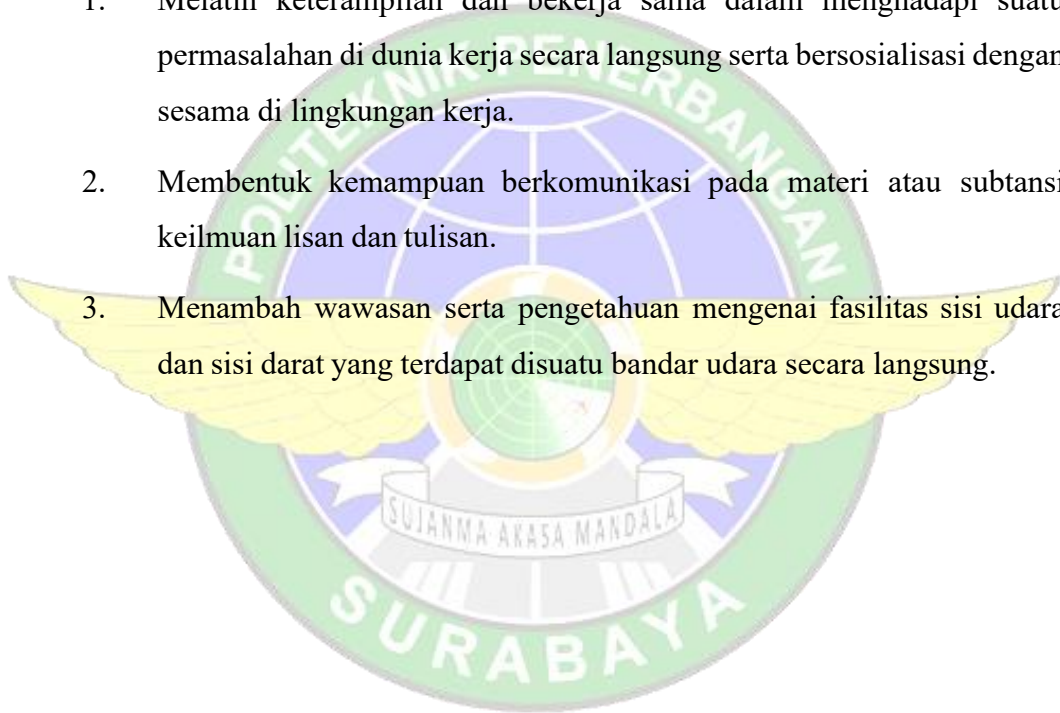 1. Melatih keterampilan dan bekerja sama dalam menghadapi suatu
permasalahan di dunia kerja secara langsung serta bersosialisasi dengan
sesama di lingkungan kerja.
2. Membentuk kemampuan berkomunikasi pada materi atau subtansi
keilmuan lisan dan tulisan.
3. Menambah wawasan serta pengetahuan mengenai fasilitas sisi udara
dan sisi darat yang terdapat disuatu bandar udara secara langsung.
POLITEKNIK PENERBANGAN
SUJANMA AKASA MANDALA
SURABAYA